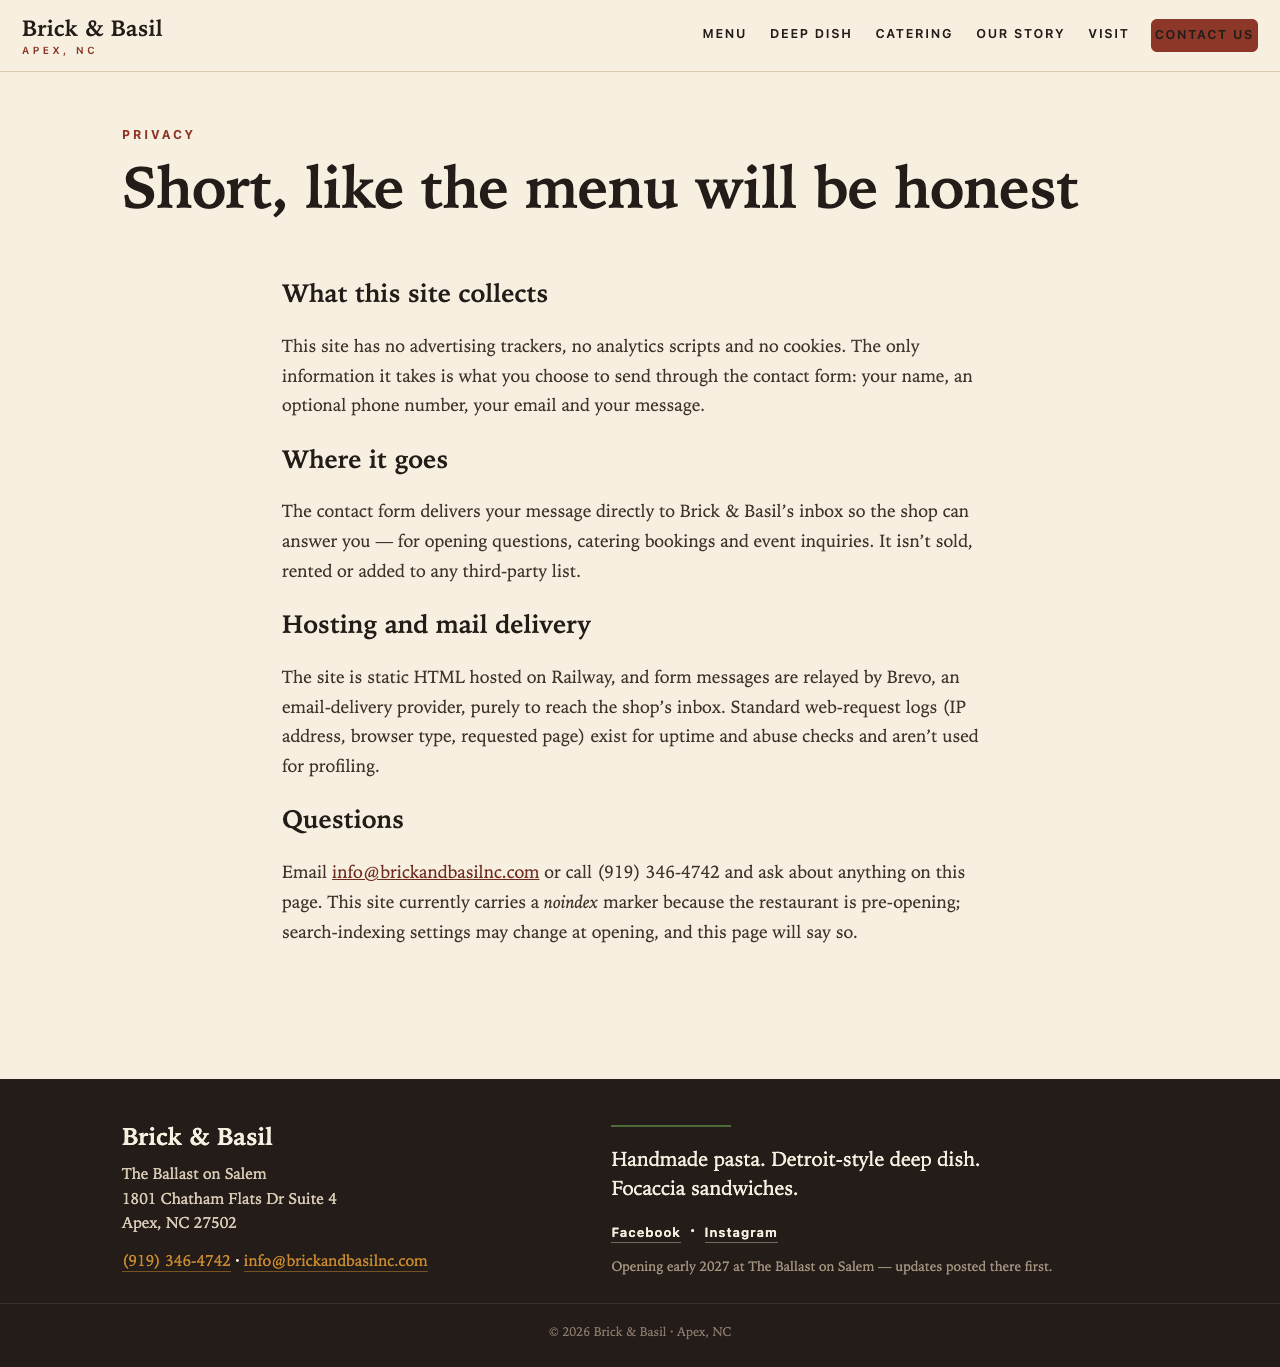 Brick & Basil
APEX, NC
MENU DEEP DISH CATERING OUR STORY VISIT CONTACT US
PRIVACY
Short, like the menu will be honest
What this site collects
This site has no advertising trackers, no analytics scripts and no cookies. The only
information it takes is what you choose to send through the contact form: your name, an
optional phone number, your email and your message.
Where it goes
The contact form delivers your message directly to Brick & Basil’s inbox so the shop can
answer you — for opening questions, catering bookings and event inquiries. It isn’t sold,
rented or added to any third-party list.
Hosting and mail delivery
The site is static HTML hosted on Railway, and form messages are relayed by Brevo, an
email-delivery provider, purely to reach the shop’s inbox. Standard web-request logs (IP
address, browser type, requested page) exist for uptime and abuse checks and aren’t used
for profiling.
Questions
Email info@brickandbasilnc.com or call (919) 346-4742 and ask about anything on this
page. This site currently carries a noindex marker because the restaurant is pre-opening;
search-indexing settings may change at opening, and this page will say so.
Brick & Basil
The Ballast on Salem
1801 Chatham Flats Dr Suite 4
Apex, NC 27502
(919) 346-4742 · info@brickandbasilnc.com
Handmade pasta. Detroit-style deep dish.
Focaccia sandwiches.
Facebook · Instagram
Opening early 2027 at The Ballast on Salem — updates posted there first.
© 2026 Brick & Basil · Apex, NC